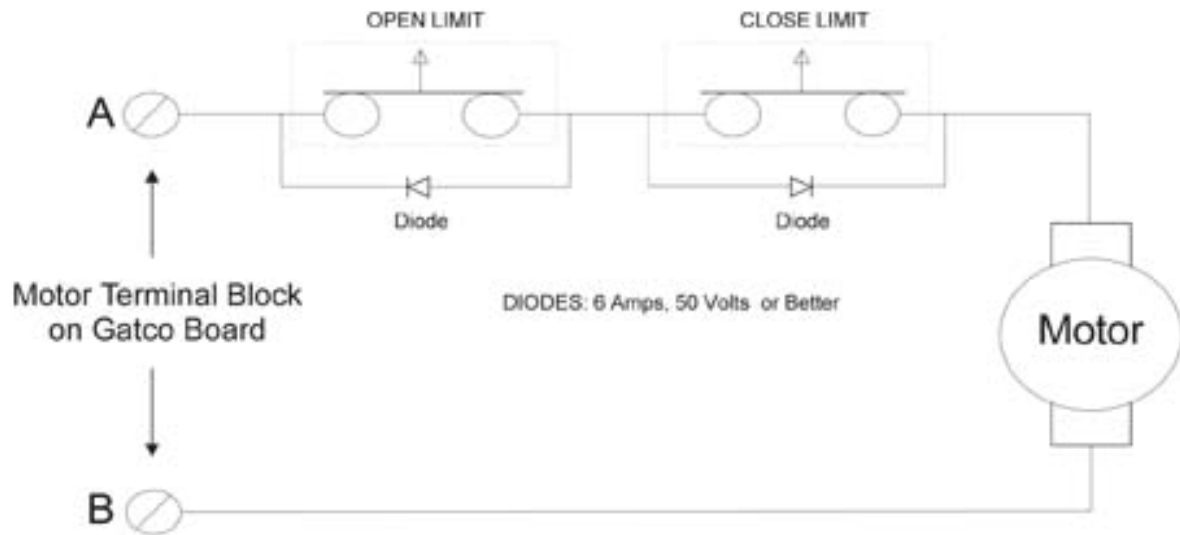 OPEN LIMIT
CLOSE LIMIT
A
Diode
Diode
Motor Terminal Block
on Gatco Board
DIODES: 6 Amps, 50 Volts or Better
Motor
B